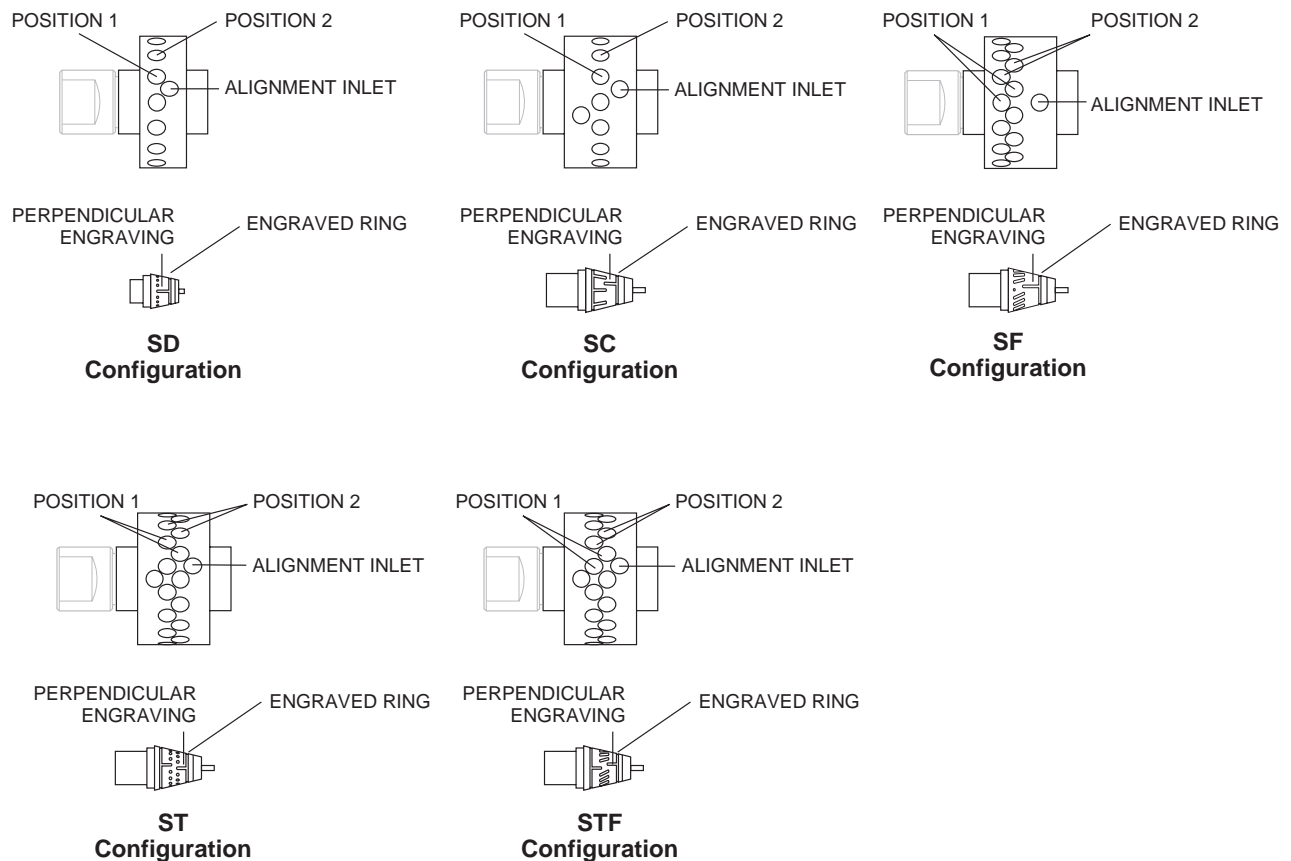 POSITION 1
POSITION 2
ALIGNMENT INLET
PERPENDICULAR
ENGRAVING
ENGRAVED RING
SD
Configuration
POSITION 1
POSITION 2
ALIGNMENT INLET
PERPENDICULAR
ENGRAVING
ENGRAVED RING
SC
Configuration
POSITION 1
POSITION 2
ALIGNMENT INLET
PERPENDICULAR
ENGRAVING
ENGRAVED RING
SF
Configuration
POSITION 1
POSITION 2
ALIGNMENT INLET
PERPENDICULAR
ENGRAVING
ENGRAVED RING
ST
Configuration
POSITION 1
POSITION 2
ALIGNMENT INLET
PERPENDICULAR
ENGRAVING
ENGRAVED RING
STF
Configuration